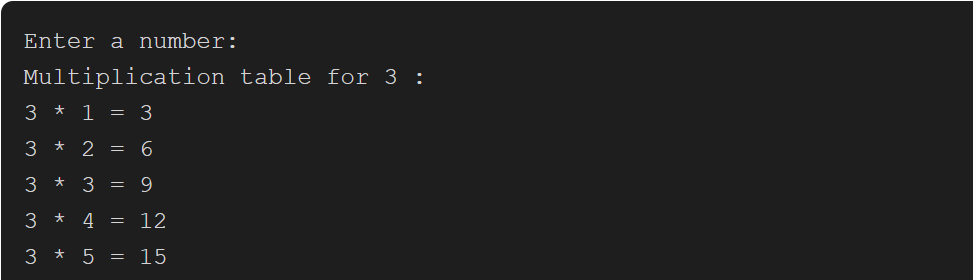 Enter a number:
Multiplication table for 3 :
3 * 1 = 3
3 * 2 = 6
3 * 3 = 9
3 * 4 = 12
3 * 5 = 15